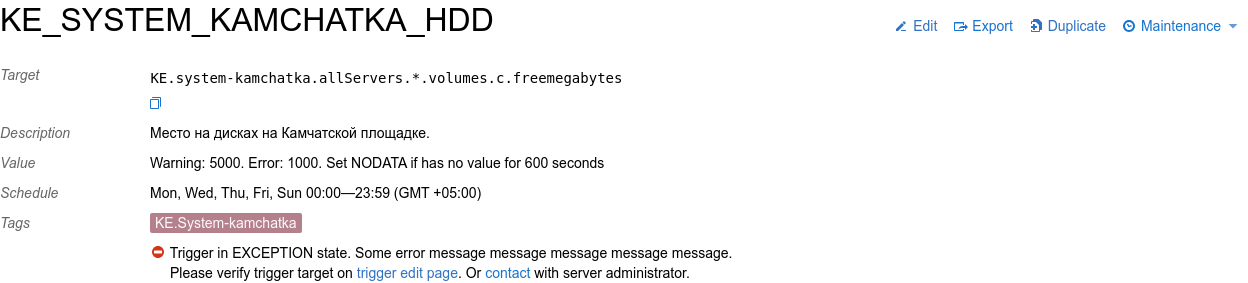 KE_SYSTEM_KAMCHATKA_HDD
Edit Export Duplicate Maintenance
Target KE.system-kamchatka.allServers.*.volumes.c.freemegabytes
Description Место на дисках на Камчатской площадке.
Value Warning: 5000. Error: 1000. Set NODATA if has no value for 600 seconds
Schedule Mon, Wed, Thu, Fri, Sun 00:00—23:59 (GMT +05:00)
Tags KE.System-kamchatka
Trigger in EXCEPTION state. Some error message message message message message.
Please verify trigger target on trigger edit page. Or contact with server administrator.